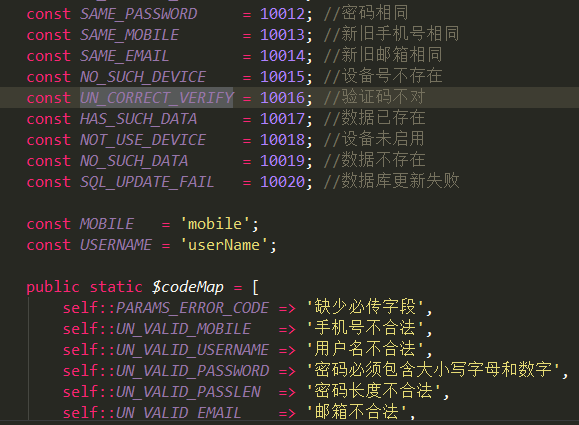 const SAME_PASSWORD     = 10012; //密码相同
const SAME_MOBILE       = 10013; //新旧手机号相同
const SAME_EMAIL        = 10014; //新旧邮箱相同
const NO_SUCH_DEVICE    = 10015; //设备号不存在
const UN_CORRECT_VERIFY = 10016; //验证码不对
const HAS_SUCH_DATA     = 10017; //数据已存在
const NOT_USE_DEVICE    = 10018; //设备未启用
const NO_SUCH_DATA      = 10019; //数据不存在
const SQL_UPDATE_FAIL   = 10020; //数据库更新失败
const MOBILE   = 'mobile';
const USERNAME = 'userName';
public static $codeMap = [
self::PARAMS_ERROR_CODE => '缺少必传字段',
self::UN_VALID_MOBILE   => '手机号不合法',
self::UN_VALID_USERNAME => '用户名不合法',
self::UN_VALID_PASSWORD => '密码必须包含大小写字母和数字',
self::UN_VALID_PASSLEN  => '密码长度不合法',
self::UN_VALID_EMAIL    => '邮箱不合法',